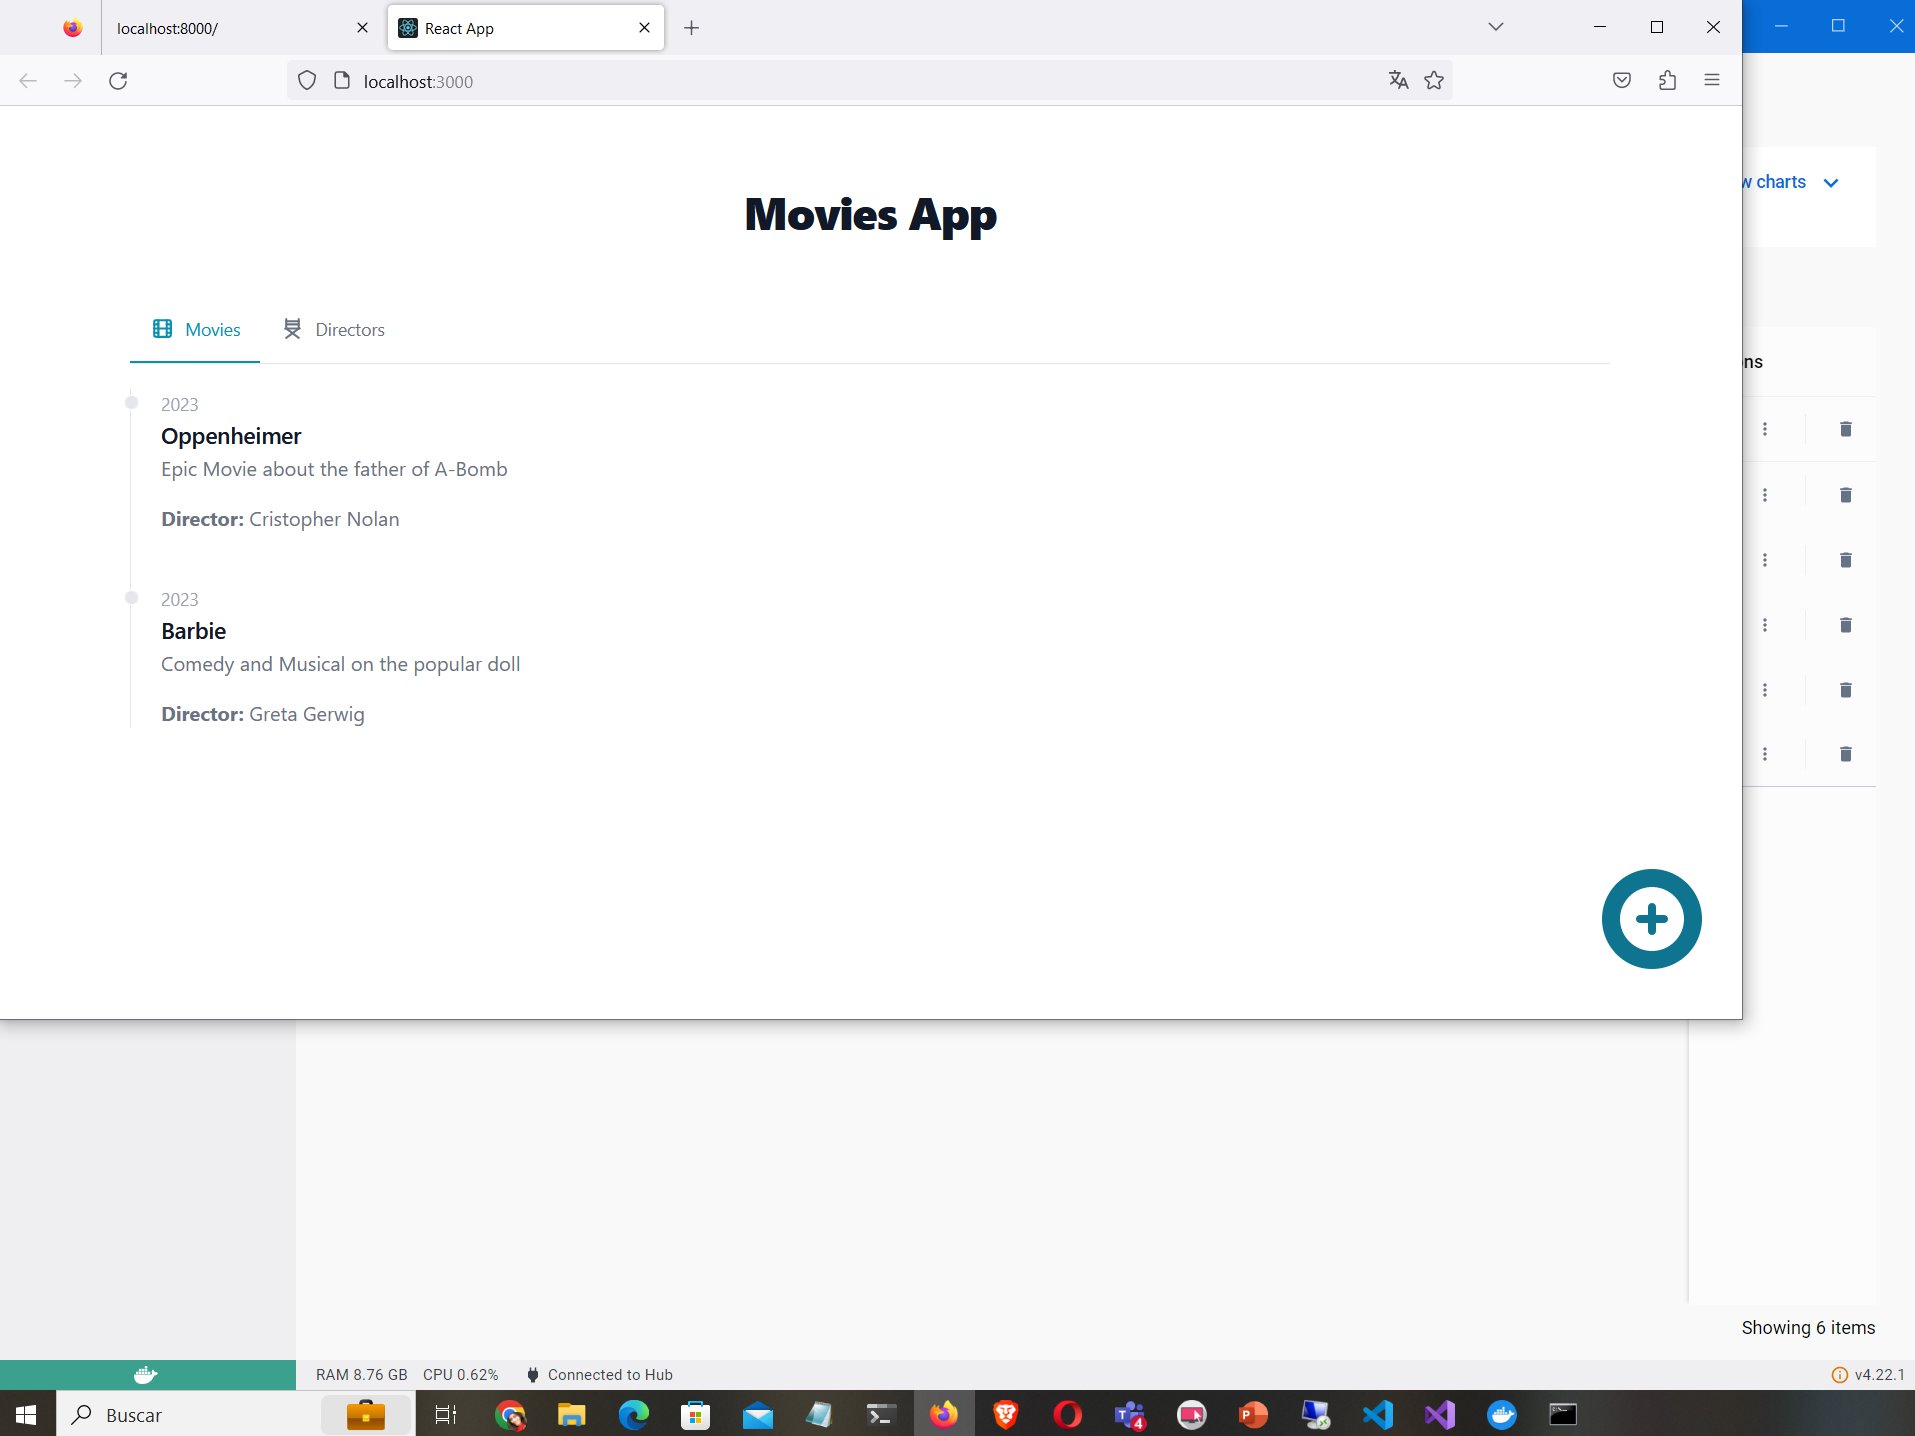 localhost:8000/
React App
localhost:3000
w charts
Movies App
Movies
Directors
ns
2023
Oppenheimer
Epic Movie about the father of A-Bomb
Director: Cristopher Nolan
2023
Barbie
Comedy and Musical on the popular doll
Director: Greta Gerwig
Showing 6 items
RAM 8.76 GB CPU 0.62% Connected to Hub
v4.22.1
Buscar
4